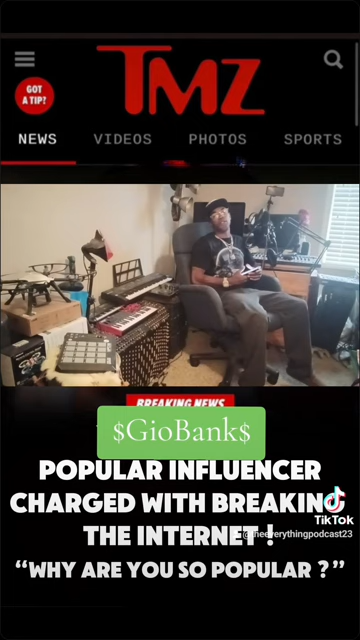 TMZ
GOT
A TIP?
NEWS VIDEOS PHOTOS SPORTS
BREAKING NEWS
$GioBank$
POPULAR INFLUENCER
CHARGED WITH BREAKING
THE INTERNET !
TikTok
@theeverythingpodcast23
“WHY ARE YOU SO POPULAR ?”